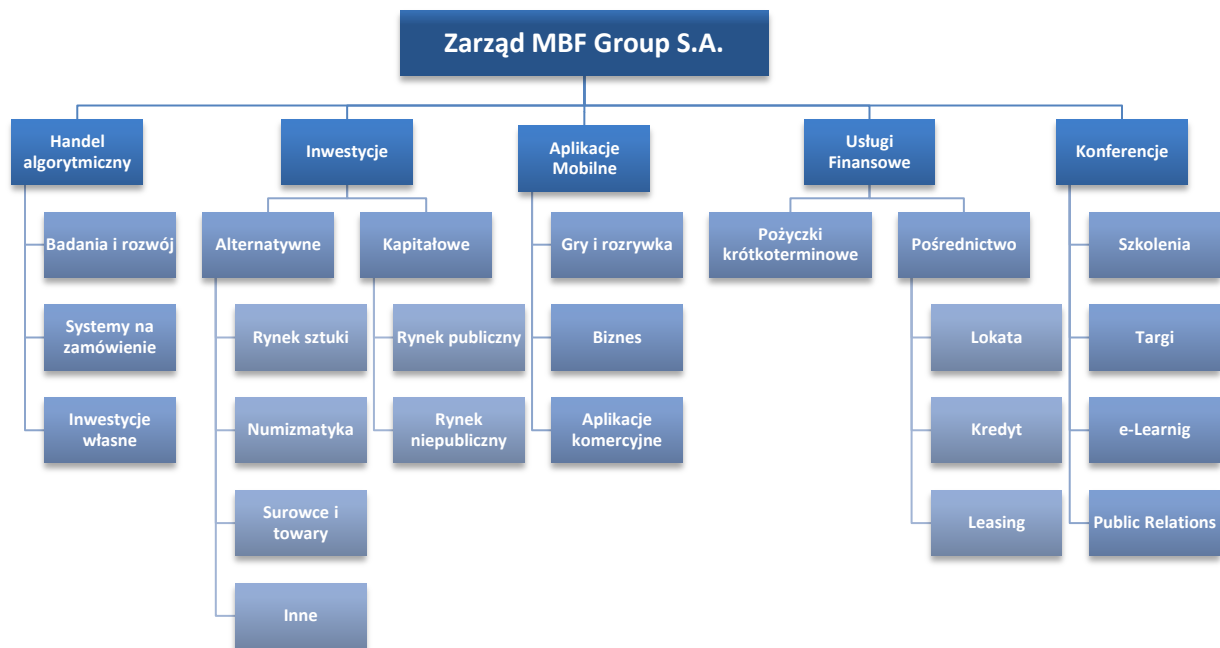 Zarząd MBF Group S.A.
Handel
algorytmiczny
Inwestycje
Aplikacje
Mobilne
Usługi
Finansowe
Konferencje
Badania i rozwój
Systemy na
zamówienie
Inwestycje
własne
Alternatywne
Rynek sztuki
Numizmatyka
Surowce i
towary
Inne
Kapitałowe
Rynek publiczny
Rynek
niepubliczny
Gry i rozrywka
Biznes
Aplikacje
komercyjne
Pożyczki
krótkoterminowe
Pośrednictwo
Lokata
Kredyt
Leasing
Szkolenia
Targi
e-Learnig
Public Relations